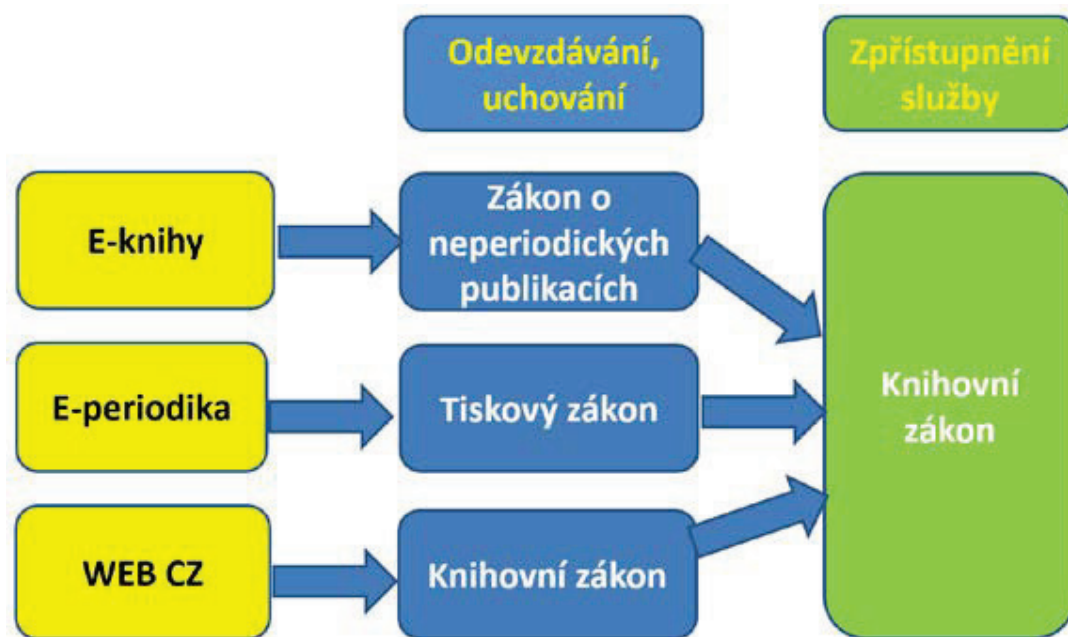 Odevzdávání,
uchování
Zpřístupnění
služby
E-knihy
Zákon o
neperiodických
publikacích
E-periodika
Tiskový zákon
Knihovní
zákon
WEB CZ
Knihovní zákon